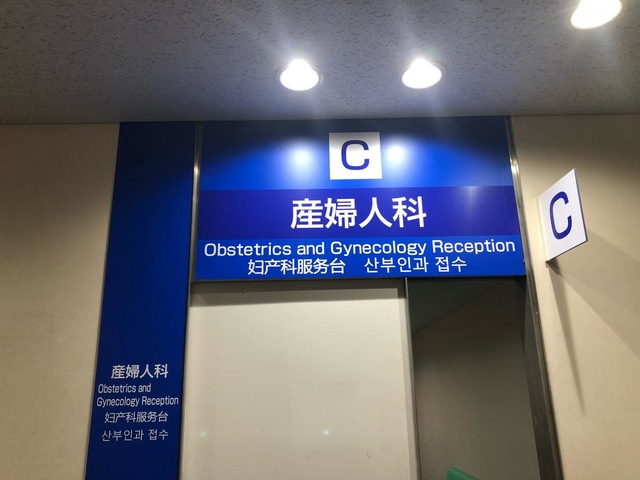 C
産婦人科
Obstetrics and Gynecology Reception
妇产科服务台 산부인과 접수
C
産婦人科
Obstetrics and
Gynecology Reception
妇产科服务台
산부인과 접수